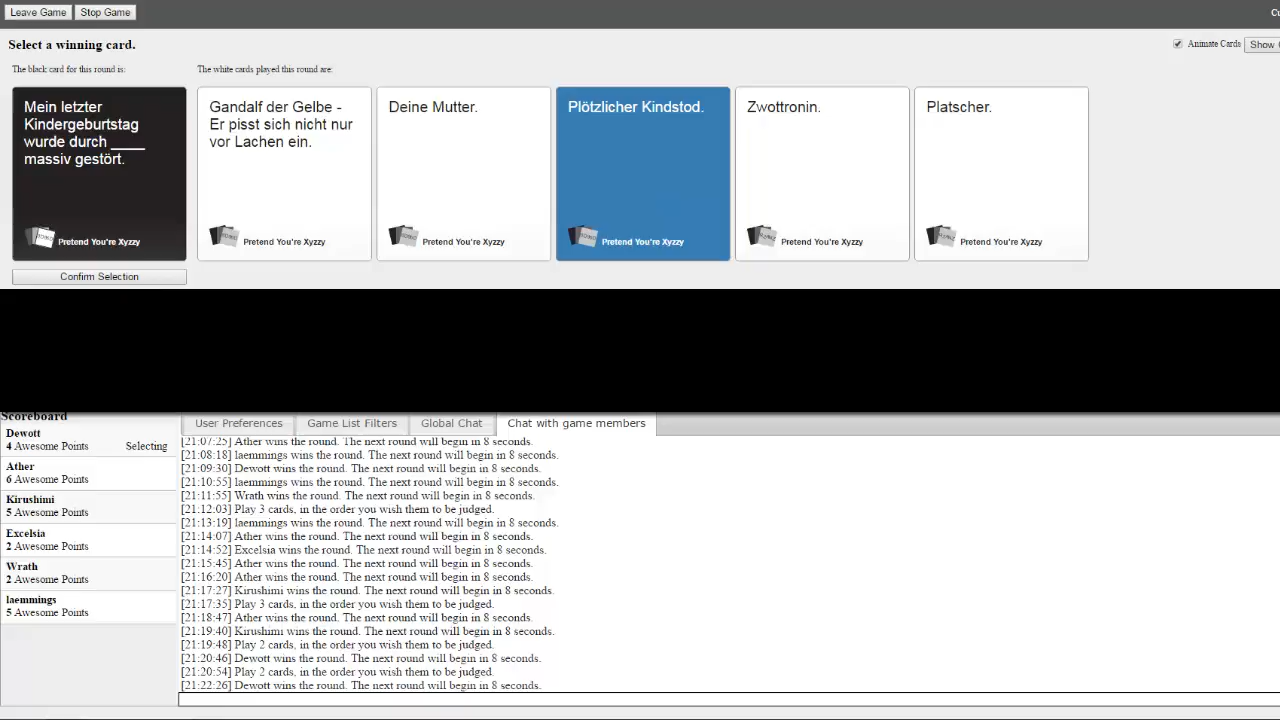 Leave Game Stop Game
Select a winning card.
Animate Cards Show
The black card for this round is:
The white cards played this round are:
Mein letzter
Kindergeburtstag
wurde durch ____
massiv gestört.
Pretend You're Xyzzy
Gandalf der Gelbe -
Er pisst sich nicht nur
vor Lachen ein.
Pretend You're Xyzzy
Deine Mutter.
Pretend You're Xyzzy
Plötzlicher Kindstod.
Pretend You're Xyzzy
Zwottronin.
Pretend You're Xyzzy
Platscher.
Pretend You're Xyzzy
Confirm Selection
Scoreboard
Dewott
4 Awesome Points Selecting
Ather
6 Awesome Points
Kirushimi
5 Awesome Points
Excelsia
2 Awesome Points
Wrath
2 Awesome Points
laemmings
5 Awesome Points
User Preferences Game List Filters Global Chat Chat with game members
[21:07:25] Ather wins the round. The next round will begin in 8 seconds.
[21:08:18] laemmings wins the round. The next round will begin in 8 seconds.
[21:09:30] Dewott wins the round. The next round will begin in 8 seconds.
[21:10:55] laemmings wins the round. The next round will begin in 8 seconds.
[21:11:55] Wrath wins the round. The next round will begin in 8 seconds.
[21:12:03] Play 3 cards, in the order you wish them to be judged.
[21:13:19] laemmings wins the round. The next round will begin in 8 seconds.
[21:14:07] Ather wins the round. The next round will begin in 8 seconds.
[21:14:52] Excelsia wins the round. The next round will begin in 8 seconds.
[21:15:45] Ather wins the round. The next round will begin in 8 seconds.
[21:16:20] Ather wins the round. The next round will begin in 8 seconds.
[21:17:27] Kirushimi wins the round. The next round will begin in 8 seconds.
[21:17:35] Play 3 cards, in the order you wish them to be judged.
[21:18:47] Ather wins the round. The next round will begin in 8 seconds.
[21:19:40] Kirushimi wins the round. The next round will begin in 8 seconds.
[21:19:48] Play 2 cards, in the order you wish them to be judged.
[21:20:46] Dewott wins the round. The next round will begin in 8 seconds.
[21:20:54] Play 2 cards, in the order you wish them to be judged.
[21:22:26] Dewott wins the round. The next round will begin in 8 seconds.